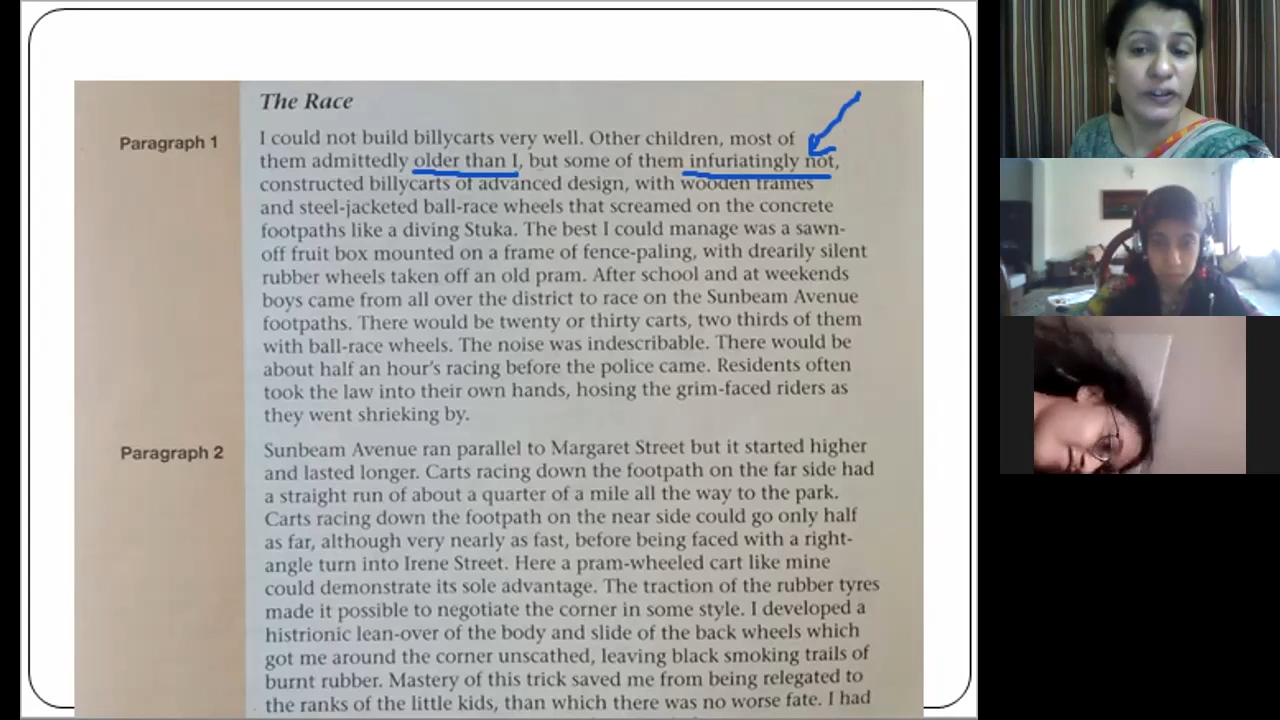 The Race
Paragraph 1
I could not build billycarts very well. Other children, most of
them admittedly older than I, but some of them infuriatingly not,
constructed billycarts of advanced design, with wooden frames
and steel-jacketed ball-race wheels that screamed on the concrete
footpaths like a diving Stuka. The best I could manage was a sawn-
off fruit box mounted on a frame of fence-paling, with drearily silent
rubber wheels taken off an old pram. After school and at weekends
boys came from all over the district to race on the Sunbeam Avenue
footpaths. There would be twenty or thirty carts, two thirds of them
with ball-race wheels. The noise was indescribable. There would be
about half an hour's racing before the police came. Residents often
took the law into their own hands, hosing the grim-faced riders as
they went shrieking by.
Paragraph 2
Sunbeam Avenue ran parallel to Margaret Street but it started higher
and lasted longer. Carts racing down the footpath on the far side had
a straight run of about a quarter of a mile all the way to the park.
Carts racing down the footpath on the near side could go only half
as far, although very nearly as fast, before being faced with a right-
angle turn into Irene Street. Here a pram-wheeled cart like mine
could demonstrate its sole advantage. The traction of the rubber tyres
made it possible to negotiate the corner in some style. I developed a
histrionic lean-over of the body and slide of the back wheels which
got me around the corner unscathed, leaving black smoking trails of
burnt rubber. Mastery of this trick saved me from being relegated to
the ranks of the little kids, than which there was no worse fate. I had